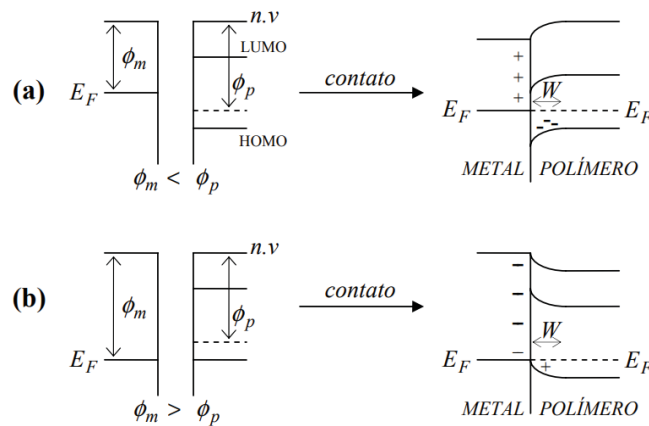 n.v
LUMO
ϕm
ϕp
contato
(a)
EF
W
EF
EF
HOMO
METAL POLÍMERO
ϕm < ϕp
n.v
ϕm
ϕp
contato
(b)
W
EF
EF
EF
METAL POLÍMERO
ϕm > ϕp